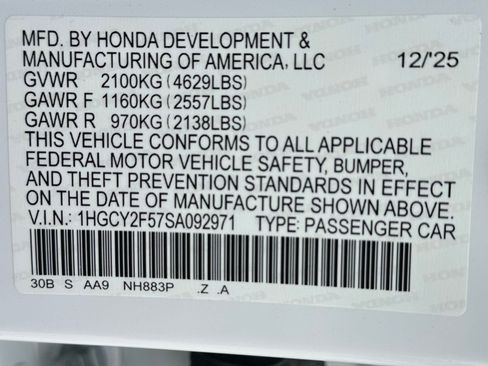 MFD. BY HONDA DEVELOPMENT &
MANUFACTURING OF AMERICA, LLC 12/'25
GVWR 2100KG (4629LBS)
GAWR F 1160KG (2557LBS)
GAWR R 970KG (2138LBS)
THIS VEHICLE CONFORMS TO ALL APPLICABLE
FEDERAL MOTOR VEHICLE SAFETY, BUMPER,
AND THEFT PREVENTION STANDARDS IN EFFECT
ON THE DATE OF MANUFACTURE SHOWN ABOVE.
V.I.N.: 1HGCY2F57SA092971 TYPE: PASSENGER CAR
30B S AA9 NH883P .Z .A